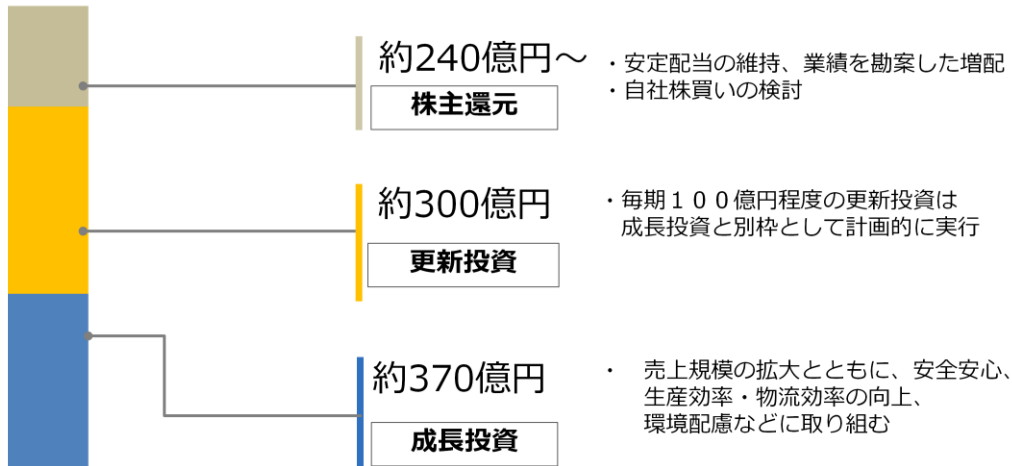 約240億円～
株主還元
・安定配当の維持、業績を勘案した増配
・自社株買いの検討
約300億円
更新投資
・毎期１００億円程度の更新投資は
成長投資と別枠として計画的に実行
約370億円
成長投資
・ 売上規模の拡大とともに、安全安心、
生産効率・物流効率の向上、
環境配慮などに取り組む